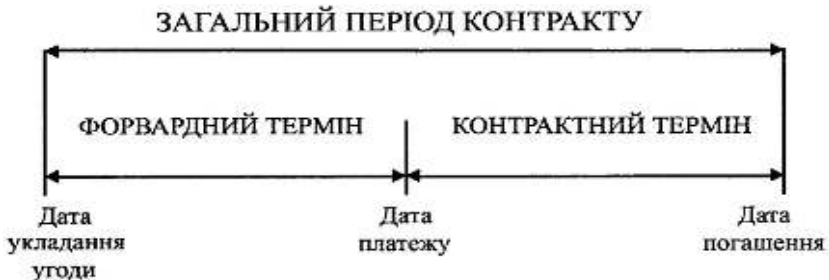 ЗАГАЛЬНИЙ ПЕРІОД КОНТРАКТУ
ФОРВАРДНИЙ ТЕРМІН
КОНТРАКТНИЙ ТЕРМІН
Дата
укладання
угоди
Дата
платежу
Дата
погашення